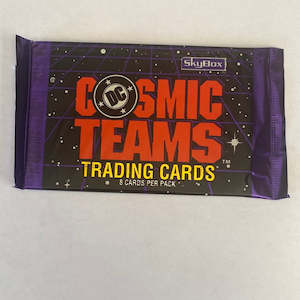 SkyBox
COSMIC
DC
TEAMS
TM
TRADING CARDS
8 CARDS PER PACK